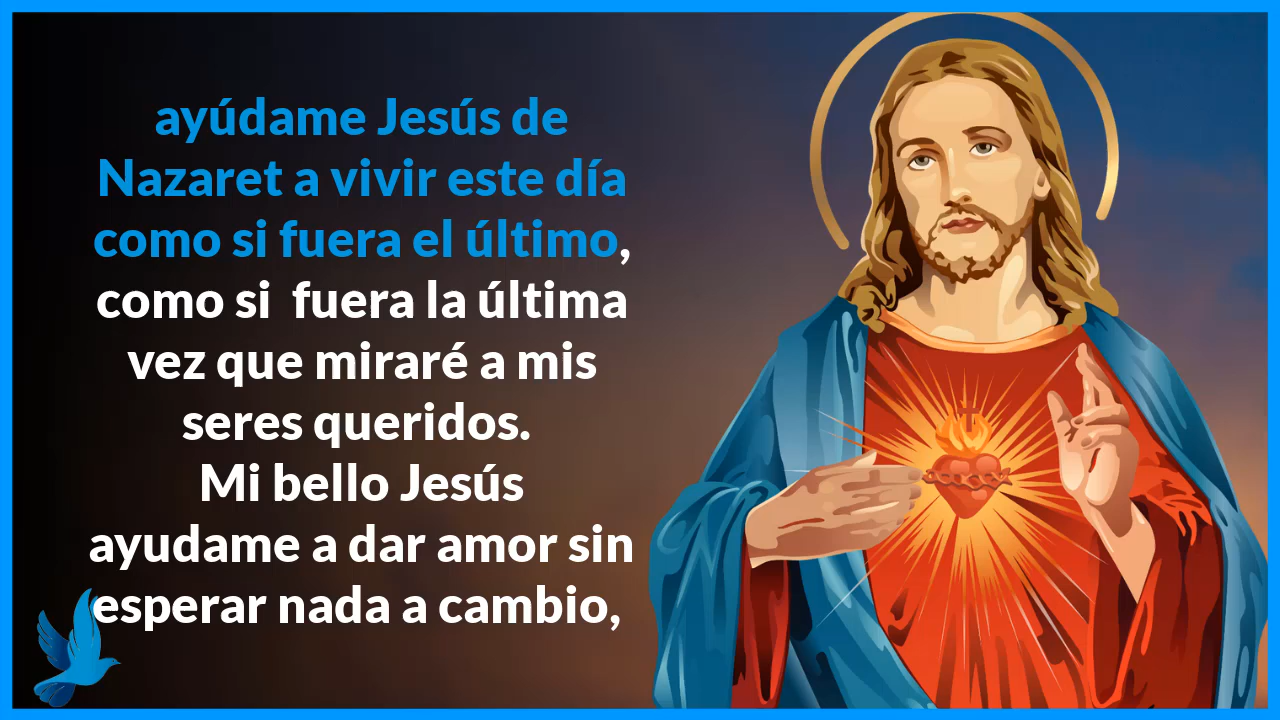 ayúdame Jesús de
Nazaret a vivir este día
como si fuera el último,
como si  fuera la última
vez que miraré a mis
seres queridos.
Mi bello Jesús
ayudame a dar amor sin
esperar nada a cambio,